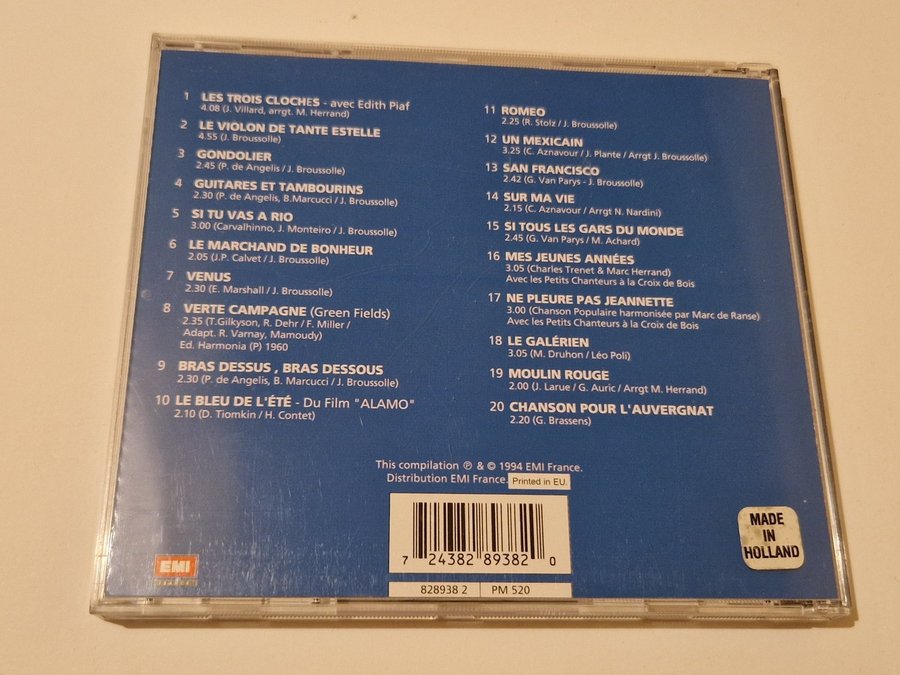 1 LES TROIS CLOCHES - avec Edith Piaf
4.08 (J. Villard, arrgt. M. Herrand)
2 LE VIOLON DE TANTE ESTELLE
4.55 (J. Broussolle)
3 GONDOLIER
2.45 (P. de Angelis / J. Broussolle)
4 GUITARES ET TAMBOURINS
2.30 (P. de Angelis, B.Marcucci / J. Broussolle)
5 SI TU VAS A RIO
3.00 (Carvalhinno, J. Monteiro / J. Broussolle)
6 LE MARCHAND DE BONHEUR
2.05 (J.P. Calvet / J. Broussolle)
7 VENUS
2.30 (E. Marshall / J. Broussolle)
8 VERTE CAMPAGNE (Green Fields)
2.35 (T.Gilkyson, R. Dehr / F. Miller /
Adapt. R. Varnay, Mamoudy)
Ed. Harmonia (P) 1960
9 BRAS DESSUS , BRAS DESSOUS
2.30 (P. de Angelis, B. Marcucci / J. Broussolle)
10 LE BLEU DE L'ÉTÉ - Du Film "ALAMO"
2.10 (D. Tiomkin / H. Contet)
11 ROMEO
2.25 (R. Stolz / J. Broussolle)
12 UN MEXICAIN
3.25 (C. Aznavour / J. Plante / Arrgt J. Broussolle)
13 SAN FRANCISCO
2.42 (G. Van Parys - J. Broussolle)
14 SUR MA VIE
2.15 (C. Aznavour / Arrgt N. Nardini)
15 SI TOUS LES GARS DU MONDE
2.45 (G. Van Parys / M. Achard)
16 MES JEUNES ANNÉES
3.05 (Charles Trenet & Marc Herrand)
Avec les Petits Chanteurs à la Croix de Bois
17 NE PLEURE PAS JEANNETTE
3.00 (Chanson Populaire harmonisée par Marc de Ranse)
Avec les Petits Chanteurs à la Croix de Bois
18 LE GALÉRIEN
3.05 (M. Druhon / Léo Poli)
19 MOULIN ROUGE
2.00 (J. Larue / G. Auric / Arrgt M. Herrand)
20 CHANSON POUR L'AUVERGNAT
2.20 (G. Brassens)
This compilation ℗ & © 1994 EMI France.
Distribution EMI France. Printed in EU.
7 24382 89382 0
828938 2 PM 520
EMI
MADE
IN
HOLLAND